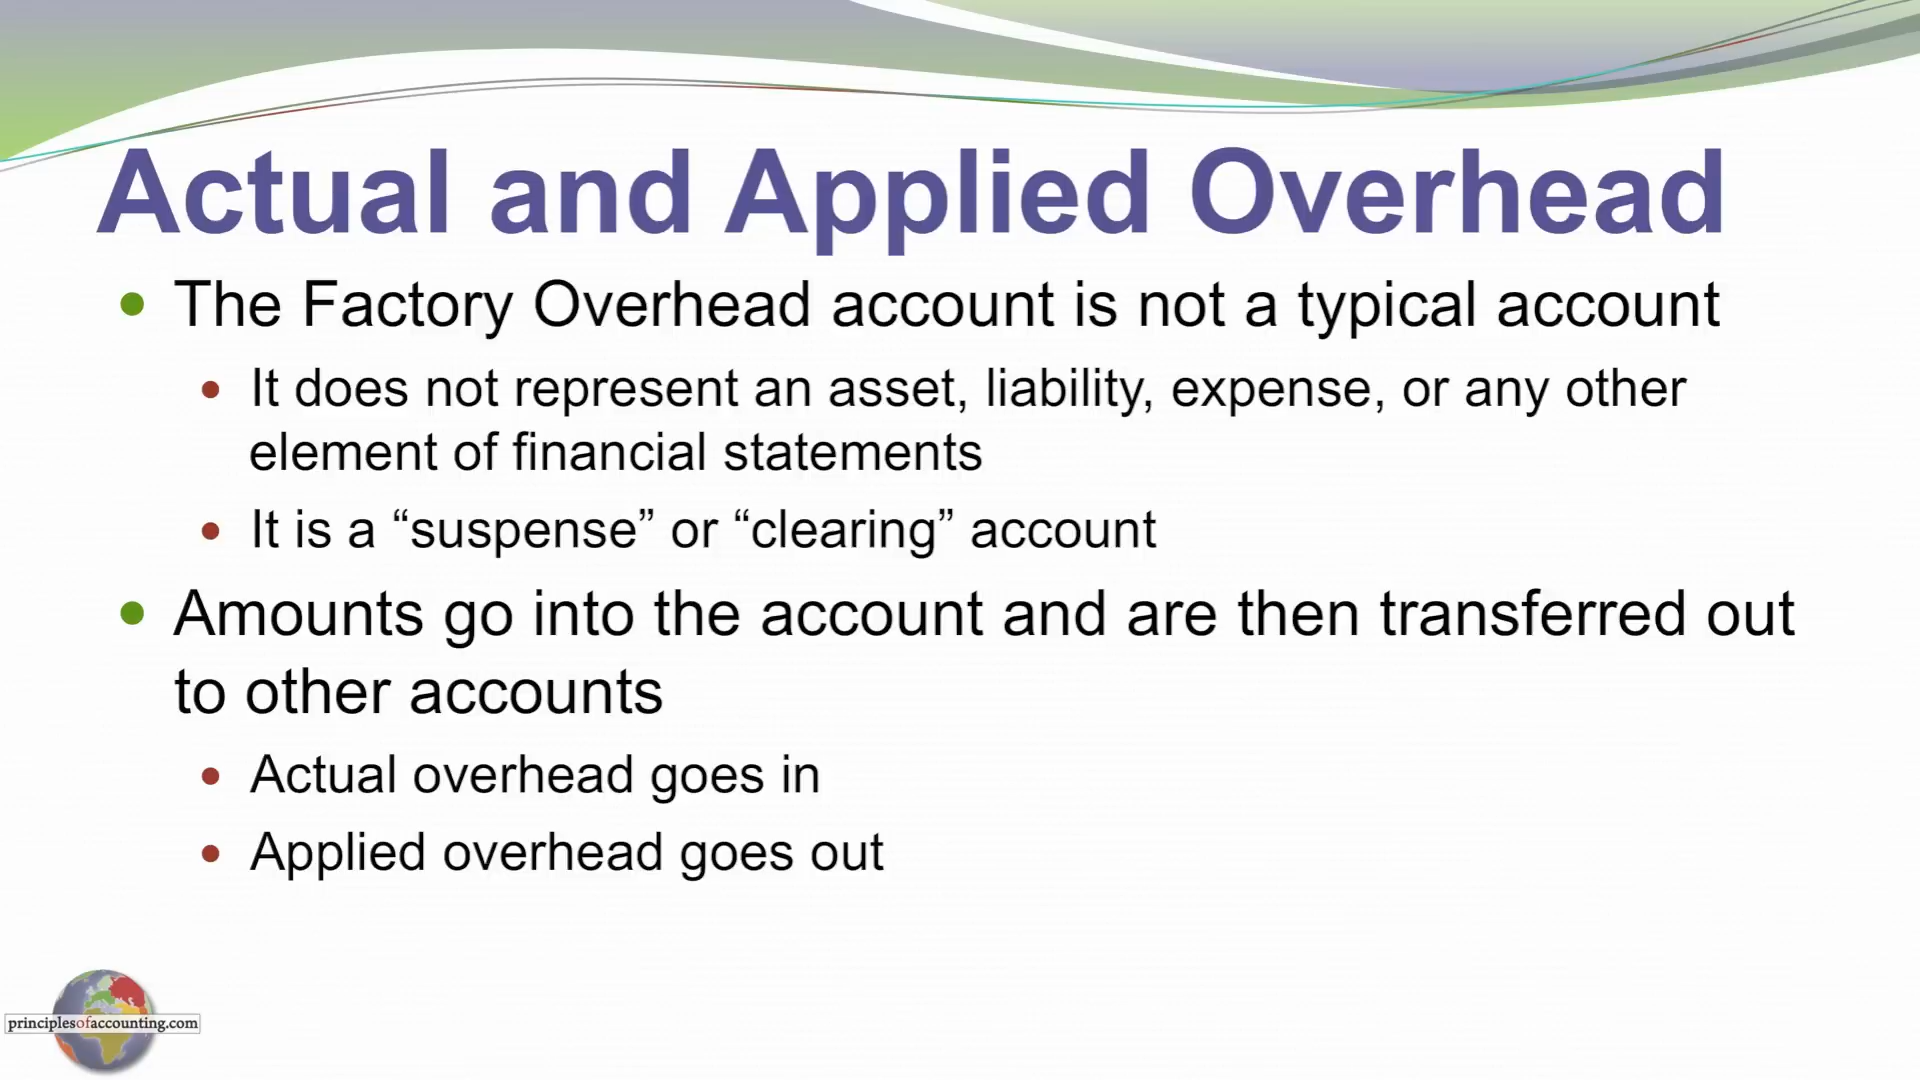 Actual and Applied Overhead
• The Factory Overhead account is not a typical account
• It does not represent an asset, liability, expense, or any other
element of financial statements
• It is a “suspense” or “clearing” account
• Amounts go into the account and are then transferred out
to other accounts
• Actual overhead goes in
• Applied overhead goes out
principlesofaccounting.com